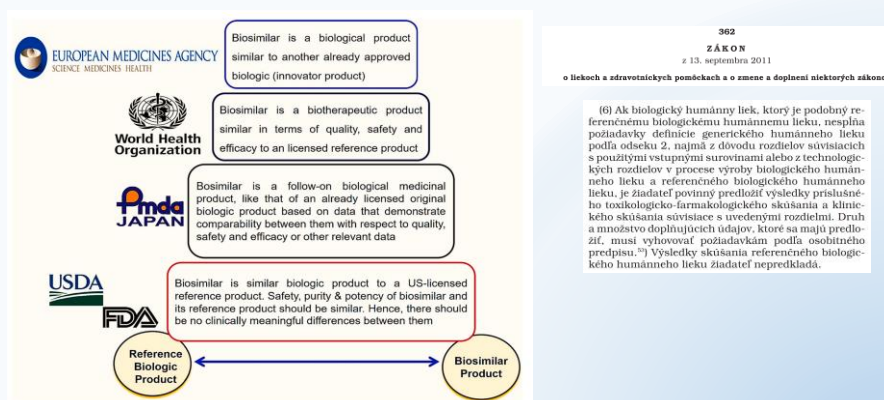 EUROPEAN MEDICINES AGENCY
SCIENCE MEDICINES HEALTH
Biosimilar is a biological product
similar to another already approved
biologic (innovator product)
World Health
Organization
Biosimilar is a biotherapeutic product
similar in terms of quality, safety and
efficacy to an licensed reference product
Pmda
JAPAN
Bosimilar is a follow-on biological medicinal
product, like that of an already licensed original
biologic product based on data that demonstrate
comparability between them with respect to quality,
safety and efficacy or other relevant data
USDA
FDA
Biosimilar is similar biologic product to a US-licensed
reference product. Safety, purity & potency of biosimilar and
its reference product should be similar. Hence, there should
be no clinically meaningful differences between them
Reference
Biologic
Product
Biosimilar
Product
362
ZÁKON
z 13. septembra 2011
o liekoch a zdravotníckych pomôckach a o zmene a doplnení niektorých zákonov
(6) Ak biologický humánny liek, ktorý je podobný re-
ferenčnému biologickému humánnemu lieku, nespĺňa
požiadavky definície generického humánneho lieku
podľa odseku 2, najmä z dôvodu rozdielov súvisiacich
s použitými vstupnými surovinami alebo z technologic-
kých rozdielov v procese výroby biologického humán-
neho lieku a referenčného biologického humánneho
lieku, je žiadateľ povinný predložiť výsledky príslušné-
ho toxikologicko-farmakologického skúšania a klinic-
kého skúšania súvisiace s uvedenými rozdielmi. Druh
a množstvo doplňujúcich údajov, ktoré sa majú predlo-
žiť, musí vyhovovať požiadavkám podľa osobitného
predpisu.⁵³) Výsledky skúšania referenčného biologic-
kého humánneho lieku žiadateľ nepredkladá.